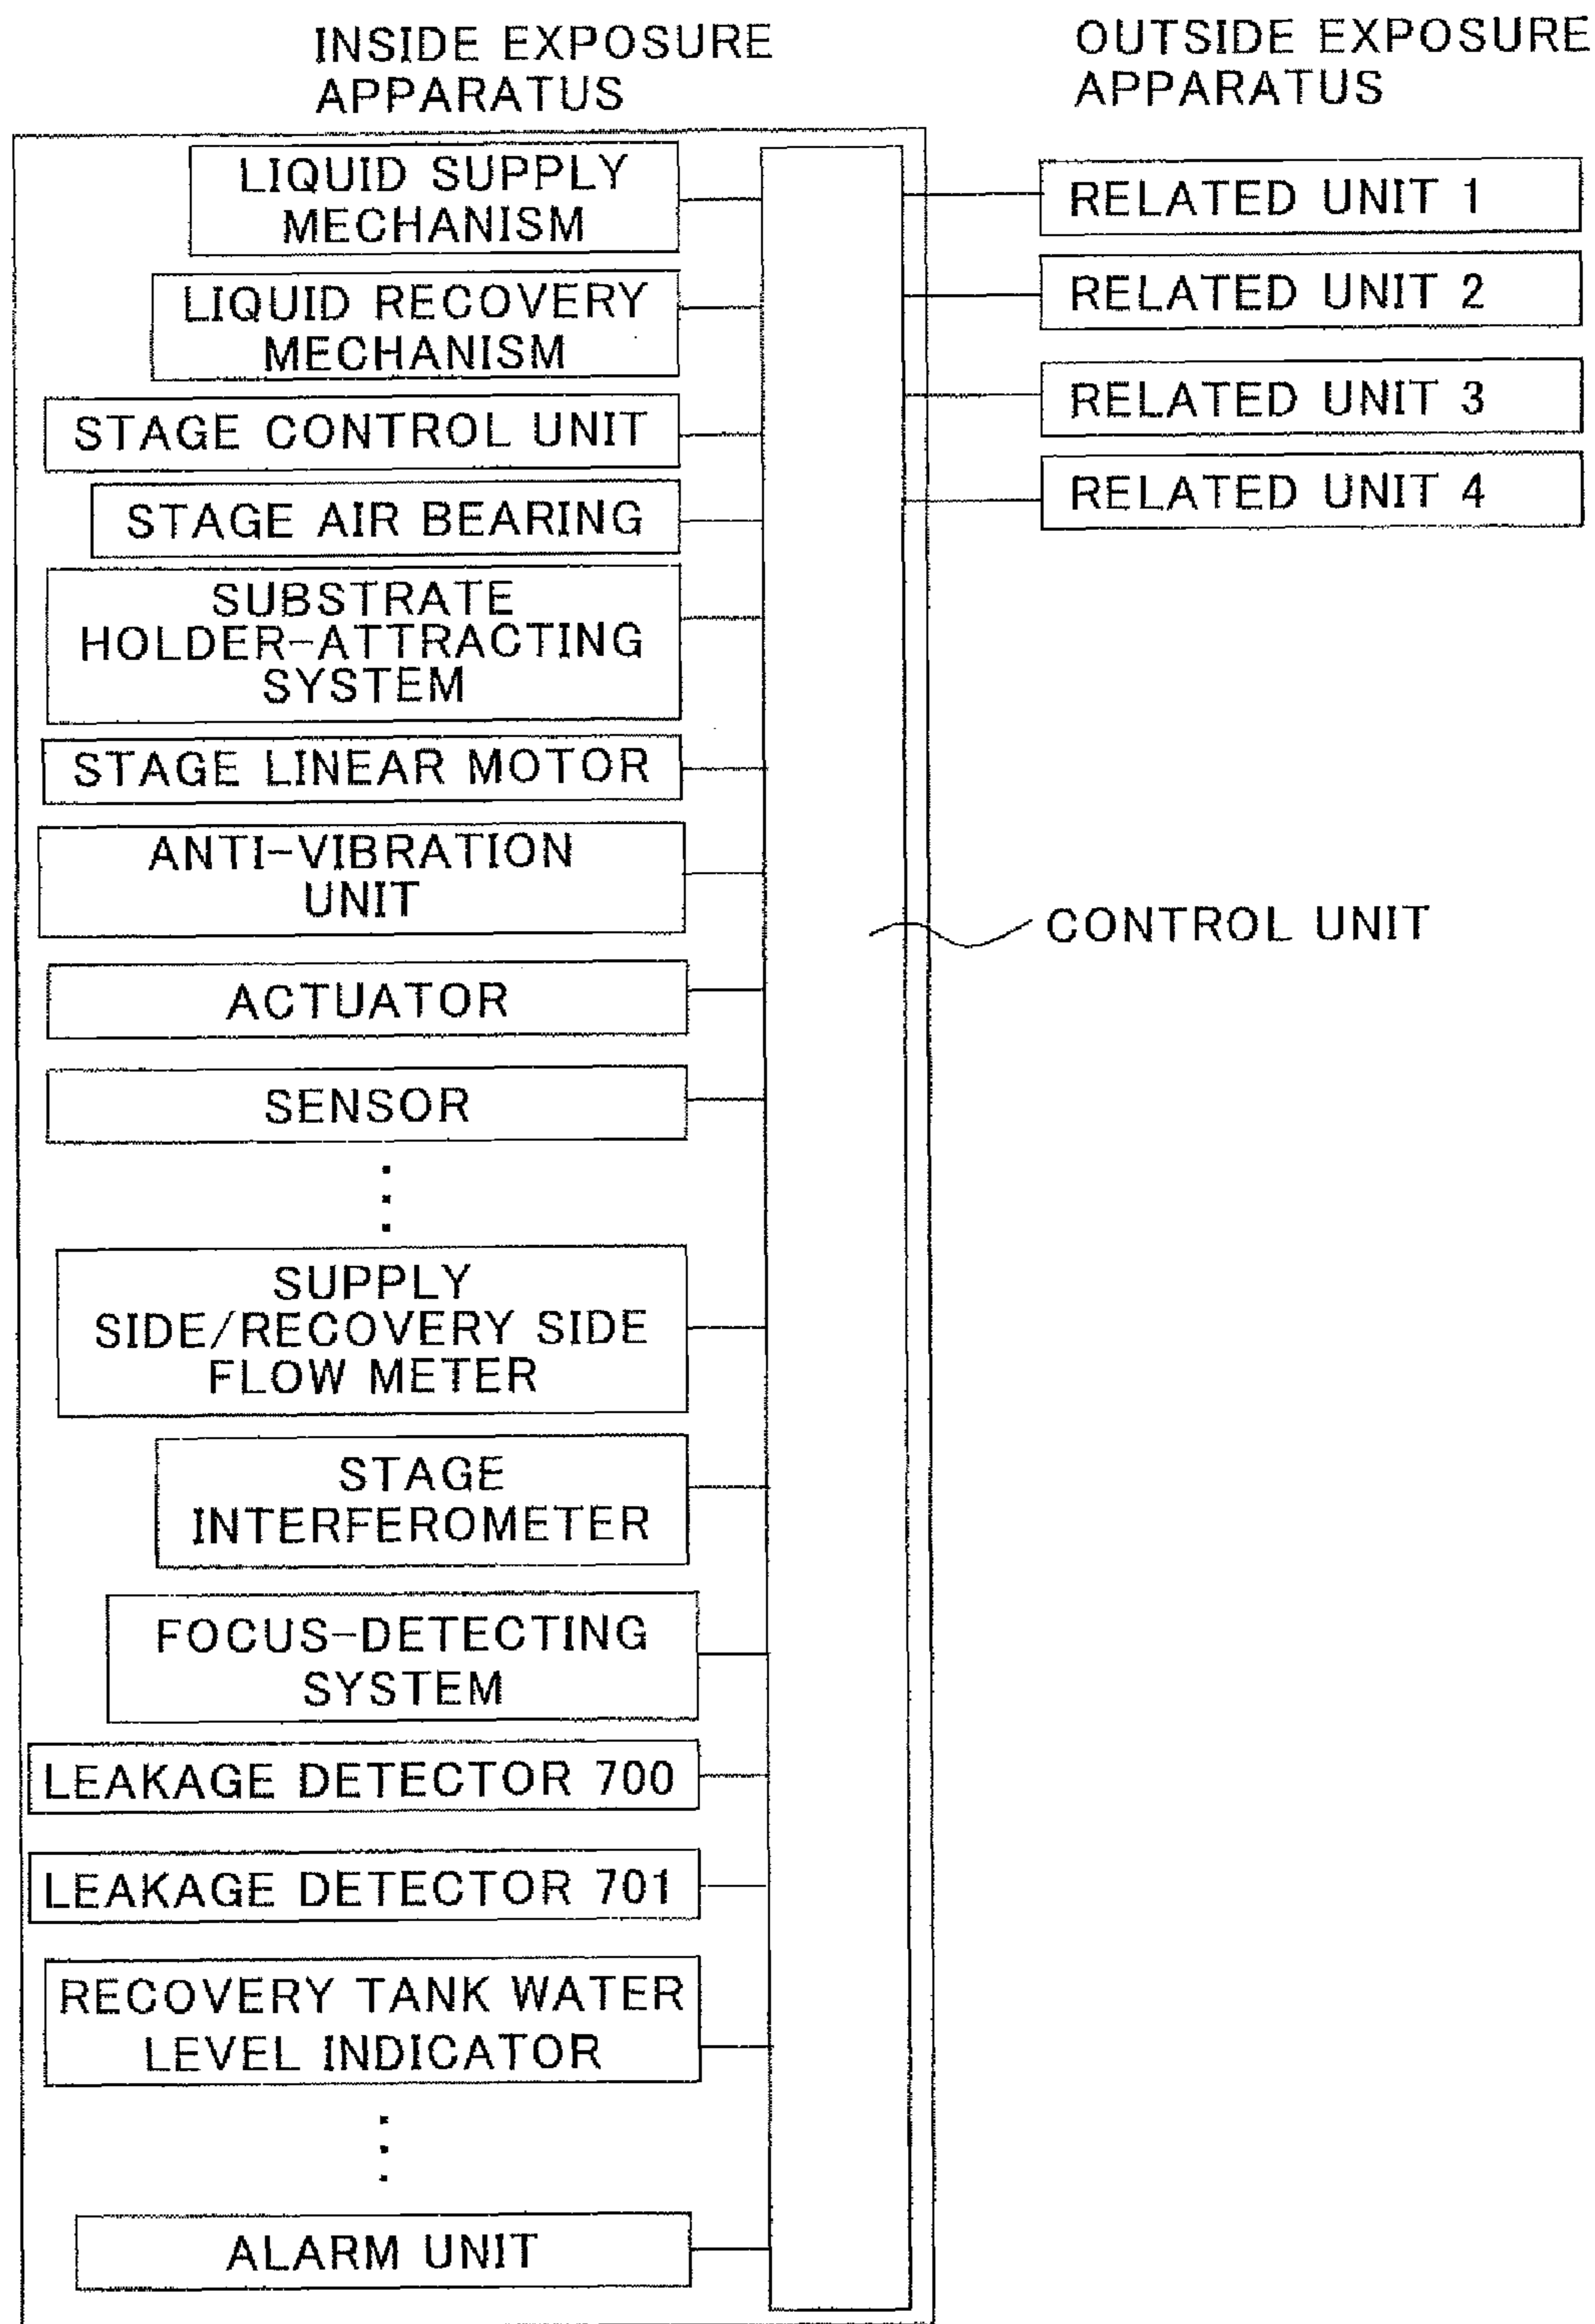 INSIDE EXPOSURE
APPARATUS
OUTSIDE EXPOSURE
APPARATUS
LIQUID SUPPLY
MECHANISM
LIQUID RECOVERY
MECHANISM
STAGE CONTROL UNIT
STAGE AIR BEARING
SUBSTRATE
HOLDER-ATTRACTING
SYSTEM
STAGE LINEAR MOTOR
ANTI-VIBRATION
UNIT
ACTUATOR
SENSOR
SUPPLY
SIDE/RECOVERY SIDE
FLOW METER
STAGE
INTERFEROMETER
FOCUS-DETECTING
SYSTEM
LEAKAGE DETECTOR 700
LEAKAGE DETECTOR 701
RECOVERY TANK WATER
LEVEL INDICATOR
ALARM UNIT
RELATED UNIT 1
RELATED UNIT 2
RELATED UNIT 3
RELATED UNIT 4
CONTROL UNIT